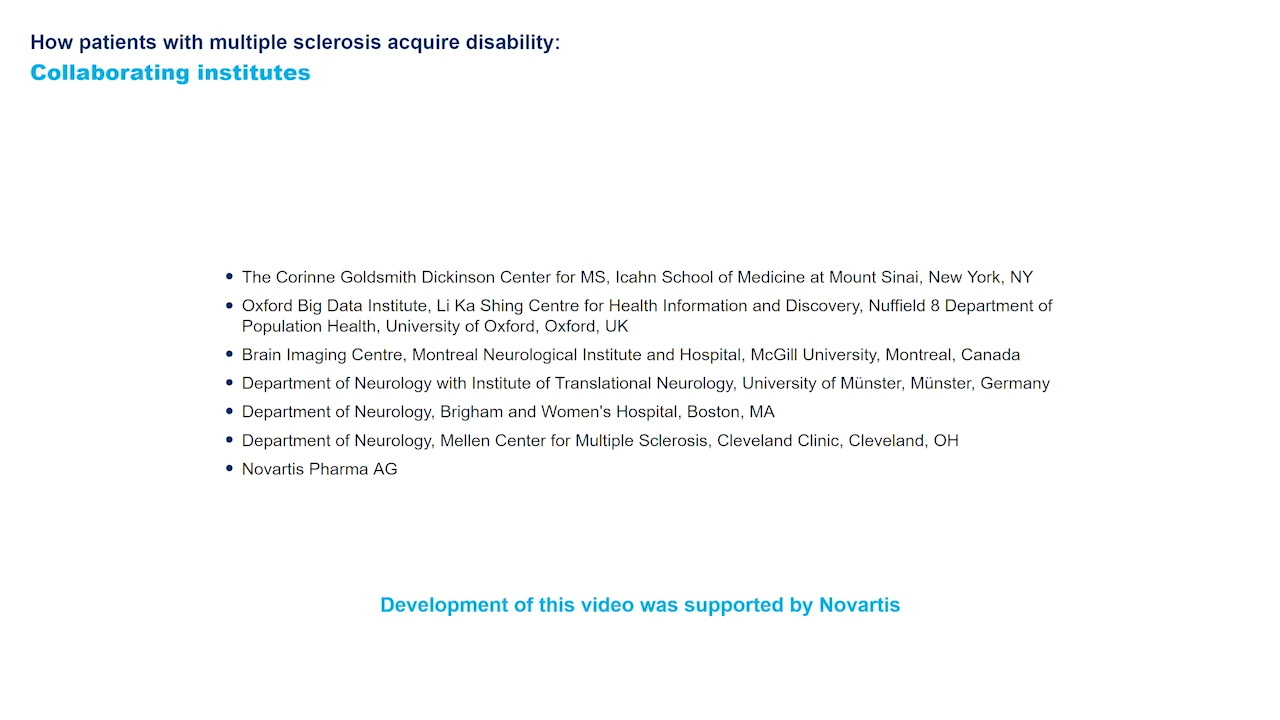 How patients with multiple sclerosis acquire disability:
Collaborating institutes
• The Corinne Goldsmith Dickinson Center for MS, Icahn School of Medicine at Mount Sinai, New York, NY
• Oxford Big Data Institute, Li Ka Shing Centre for Health Information and Discovery, Nuffield 8 Department of
Population Health, University of Oxford, Oxford, UK
• Brain Imaging Centre, Montreal Neurological Institute and Hospital, McGill University, Montreal, Canada
• Department of Neurology with Institute of Translational Neurology, University of Münster, Münster, Germany
• Department of Neurology, Brigham and Women's Hospital, Boston, MA
• Department of Neurology, Mellen Center for Multiple Sclerosis, Cleveland Clinic, Cleveland, OH
• Novartis Pharma AG
Development of this video was supported by Novartis